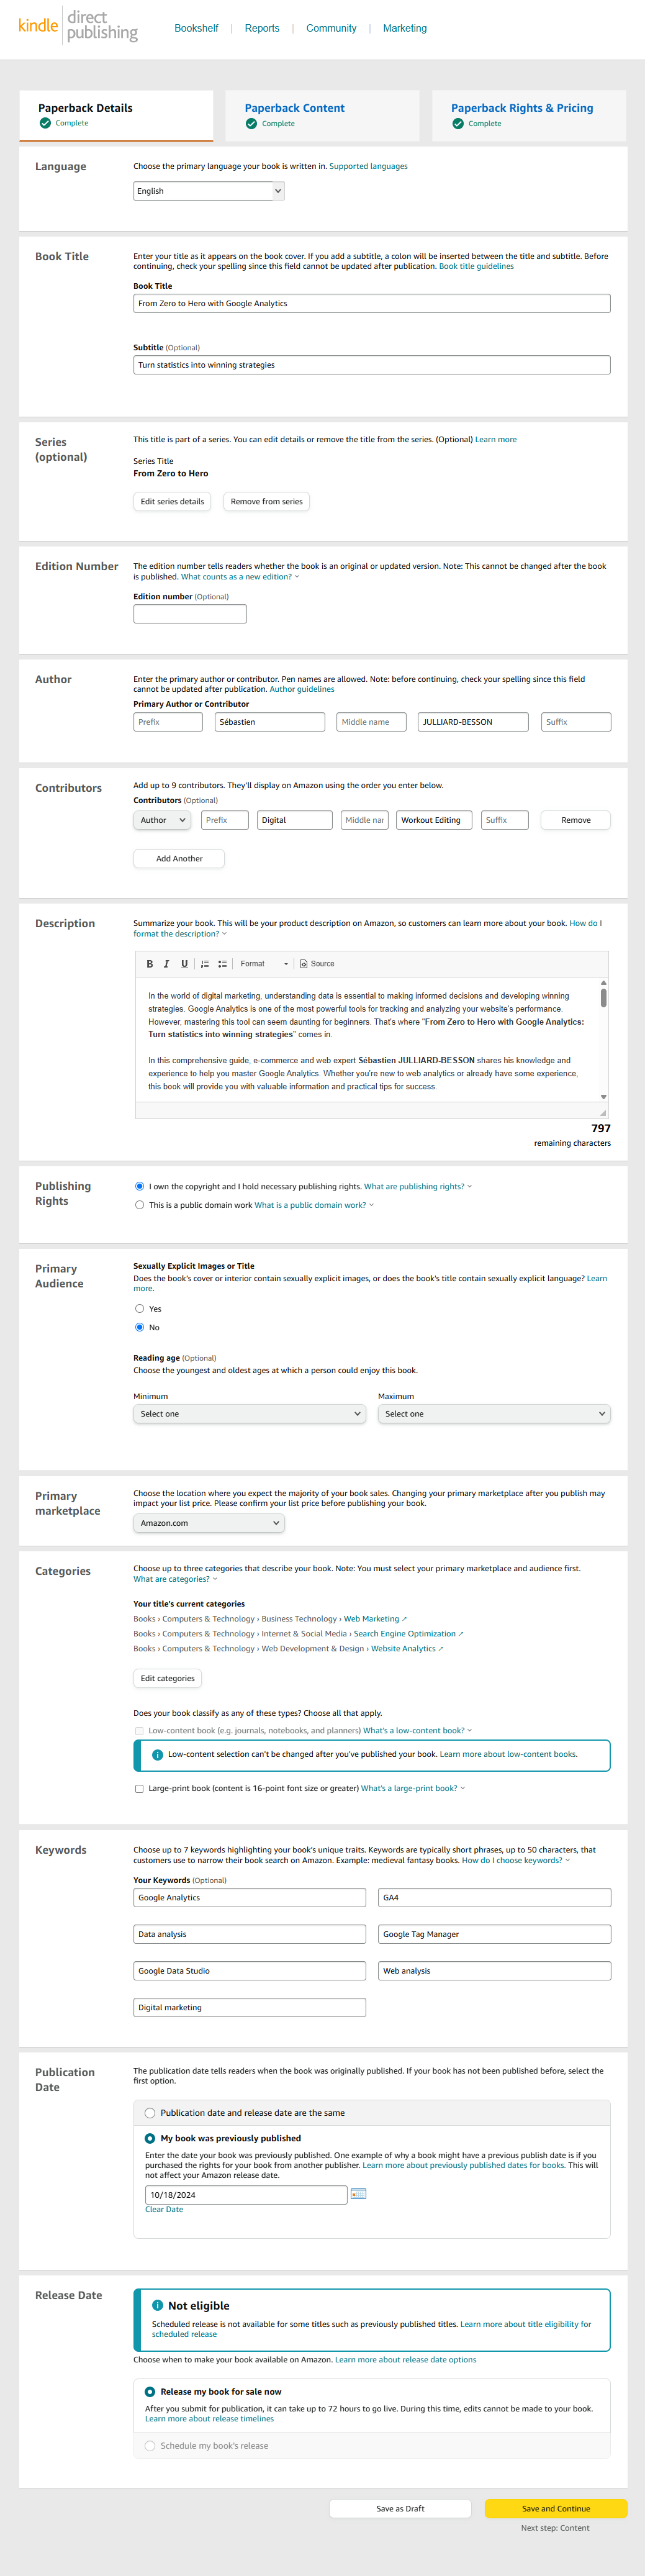 kindle direct publishing
Bookshelf | Reports | Community | Marketing
Paperback Details
Complete
Paperback Content
Complete
Paperback Rights & Pricing
Complete
Language
Choose the primary language your book is written in. Supported languages
English
Book Title
Enter your title as it appears on the book cover. If you add a subtitle, a colon will be inserted between the title and subtitle. Before
continuing, check your spelling since this field cannot be updated after publication. Book title guidelines
Book Title
From Zero to Hero with Google Analytics
Subtitle (Optional)
Turn statistics into winning strategies
Series
(optional)
This title is part of a series. You can edit details or remove the title from the series. (Optional) Learn more
Series Title
From Zero to Hero
Edit series details
Remove from series
Edition Number
The edition number tells readers whether the book is an original or updated version. Note: This cannot be changed after the book
is published. What counts as a new edition?
Edition number (Optional)
Author
Enter the primary author or contributor. Pen names are allowed. Note: before continuing, check your spelling since this field
cannot be updated after publication. Author guidelines
Primary Author or Contributor
Prefix
Sébastien
Middle name
JULLIARD-BESSON
Suffix
Contributors
Add up to 9 contributors. They'll display on Amazon using the order you enter below.
Contributors (Optional)
Author
Prefix
Digital
Middle nar
Workout Editing
Suffix
Remove
Add Another
Description
Summarize your book. This will be your product description on Amazon, so customers can learn more about your book. How do I
format the description?
B I U Format Source
In the world of digital marketing, understanding data is essential to making informed decisions and developing winning
strategies. Google Analytics is one of the most powerful tools for tracking and analyzing your website's performance.
However, mastering this tool can seem daunting for beginners. That's where "From Zero to Hero with Google Analytics:
Turn statistics into winning strategies" comes in.
In this comprehensive guide, e-commerce and web expert Sébastien JULLIARD-BESSON shares his knowledge and
experience to help you master Google Analytics. Whether you're new to web analytics or already have some experience,
this book will provide you with valuable information and practical tips for success.
797
remaining characters
Publishing
Rights
I own the copyright and I hold necessary publishing rights. What are publishing rights?
This is a public domain work What is a public domain work?
Primary
Audience
Sexually Explicit Images or Title
Does the book's cover or interior contain sexually explicit images, or does the book's title contain sexually explicit language? Learn
more.
Yes
No
Reading age (Optional)
Choose the youngest and oldest ages at which a person could enjoy this book.
Minimum
Maximum
Select one
Select one
Primary
marketplace
Choose the location where you expect the majority of your book sales. Changing your primary marketplace after you publish may
impact your list price. Please confirm your list price before publishing your book.
Amazon.com
Categories
Choose up to three categories that describe your book. Note: You must select your primary marketplace and audience first.
What are categories?
Your title's current categories
Books › Computers & Technology › Business Technology › Web Marketing
Books › Computers & Technology › Internet & Social Media › Search Engine Optimization
Books › Computers & Technology › Web Development & Design › Website Analytics
Edit categories
Does your book classify as any of these types? Choose all that apply.
Low-content book (e.g. journals, notebooks, and planners) What's a low-content book?
Low-content selection can't be changed after you've published your book. Learn more about low-content books.
Large-print book (content is 16-point font size or greater) What's a large-print book?
Keywords
Choose up to 7 keywords highlighting your book's unique traits. Keywords are typically short phrases, up to 50 characters, that
customers use to narrow their book search on Amazon. Example: medieval fantasy books. How do I choose keywords?
Your Keywords (Optional)
Google Analytics
GA4
Data analysis
Google Tag Manager
Google Data Studio
Web analysis
Digital marketing
Publication
Date
The publication date tells readers when the book was originally published. If your book has not been published before, select the
first option.
Publication date and release date are the same
My book was previously published
Enter the date your book was previously published. One example of why a book might have a previous publish date is if you
purchased the rights for your book from another publisher. Learn more about previously published dates for books. This will
not affect your Amazon release date.
10/18/2024
Clear Date
Release Date
Not eligible
Scheduled release is not available for some titles such as previously published titles. Learn more about title eligibility for
scheduled release
Choose when to make your book available on Amazon. Learn more about release date options
Release my book for sale now
After you submit for publication, it can take up to 72 hours to go live. During this time, edits cannot be made to your book.
Learn more about release timelines
Schedule my book's release
Save as Draft
Save and Continue
Next step: Content